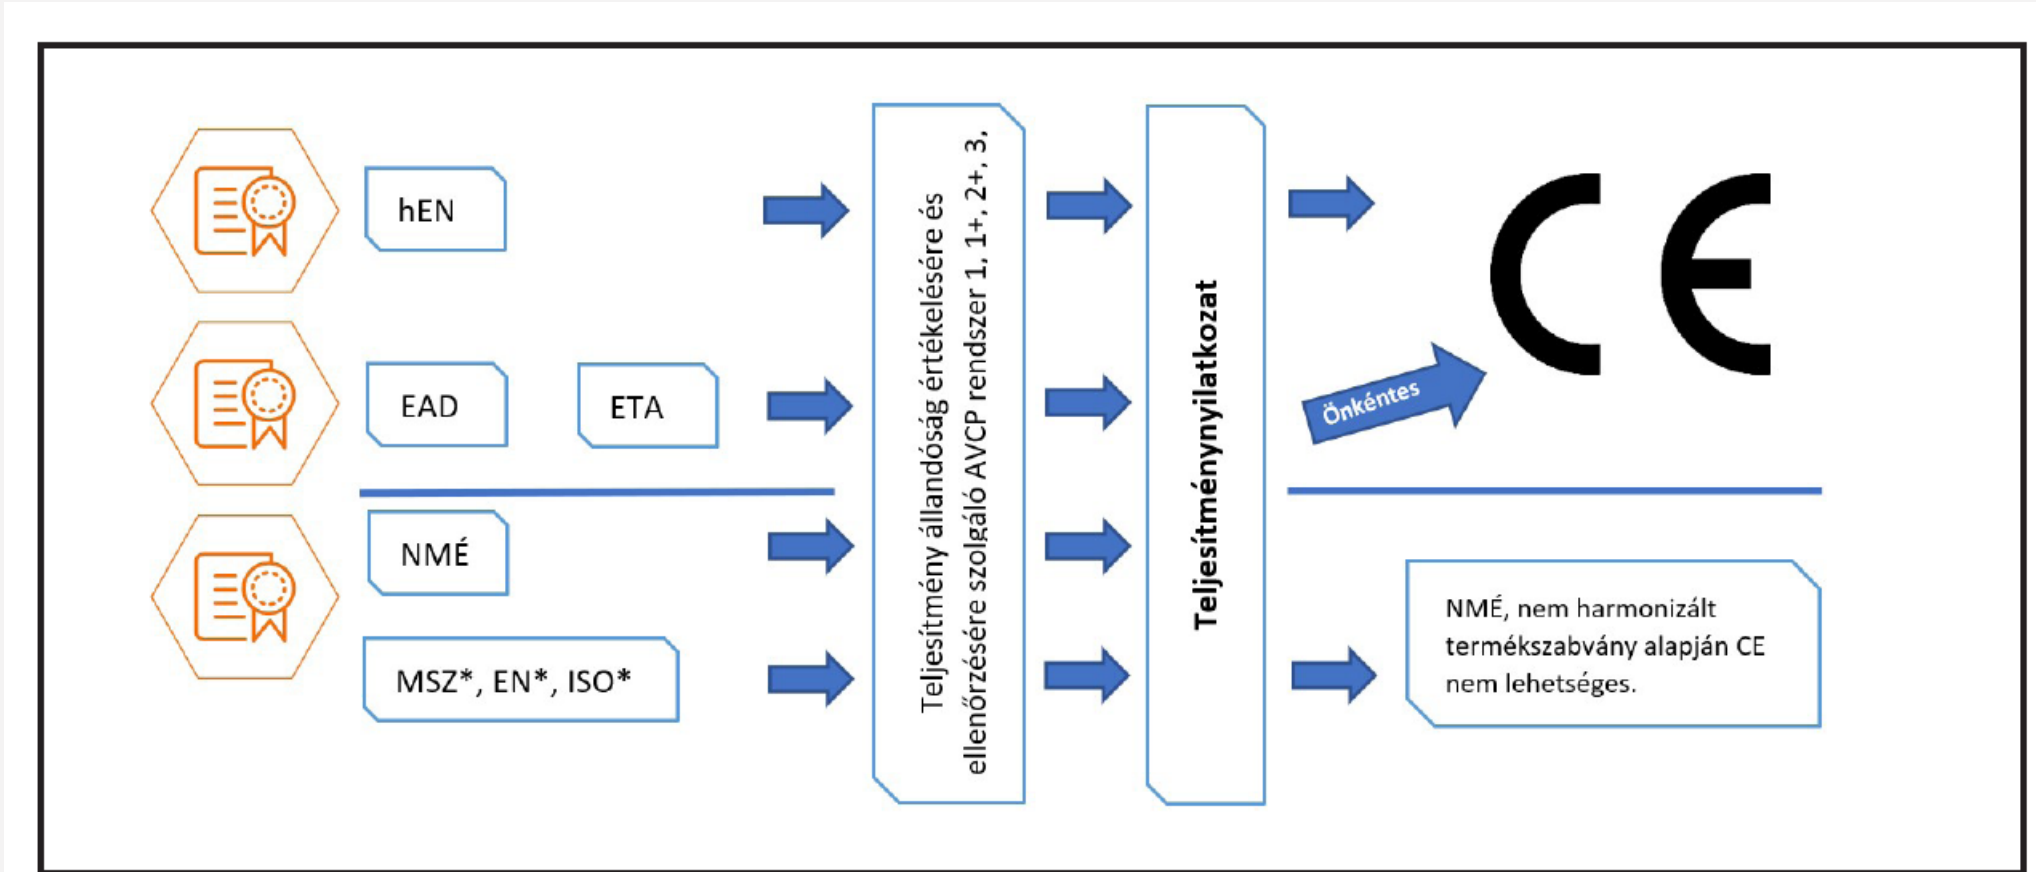 hEN
EAD
ETA
NMÉ
MSZ*, EN*, ISO*
Teljesítmény állandóság értékelésére és
ellenőrzésére szolgáló AVCP rendszer 1, 1+, 2+, 3,
Teljesítménynyilatkozat
CE
Önkéntes
NMÉ, nem harmonizált
termékszabvány alapján CE
nem lehetséges.